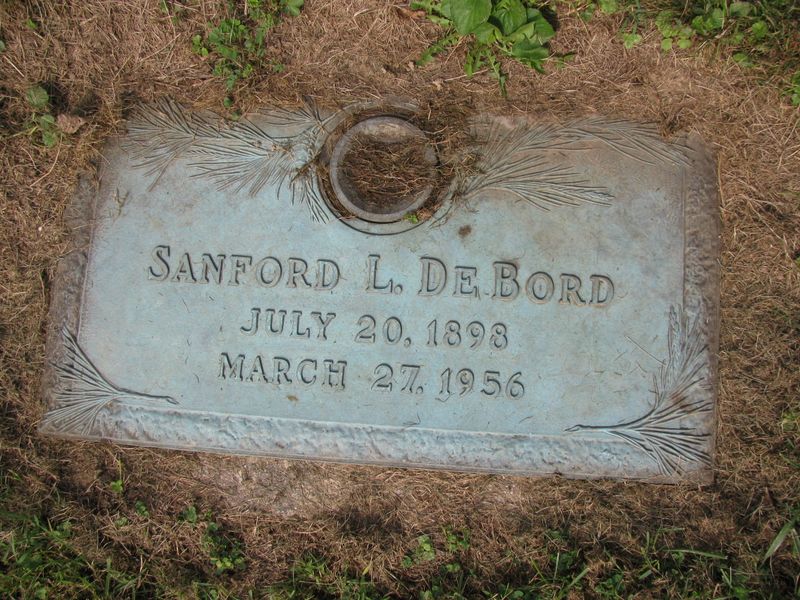 SANFORD L. DE BORD
JULY 20, 1898
MARCH 27, 1956